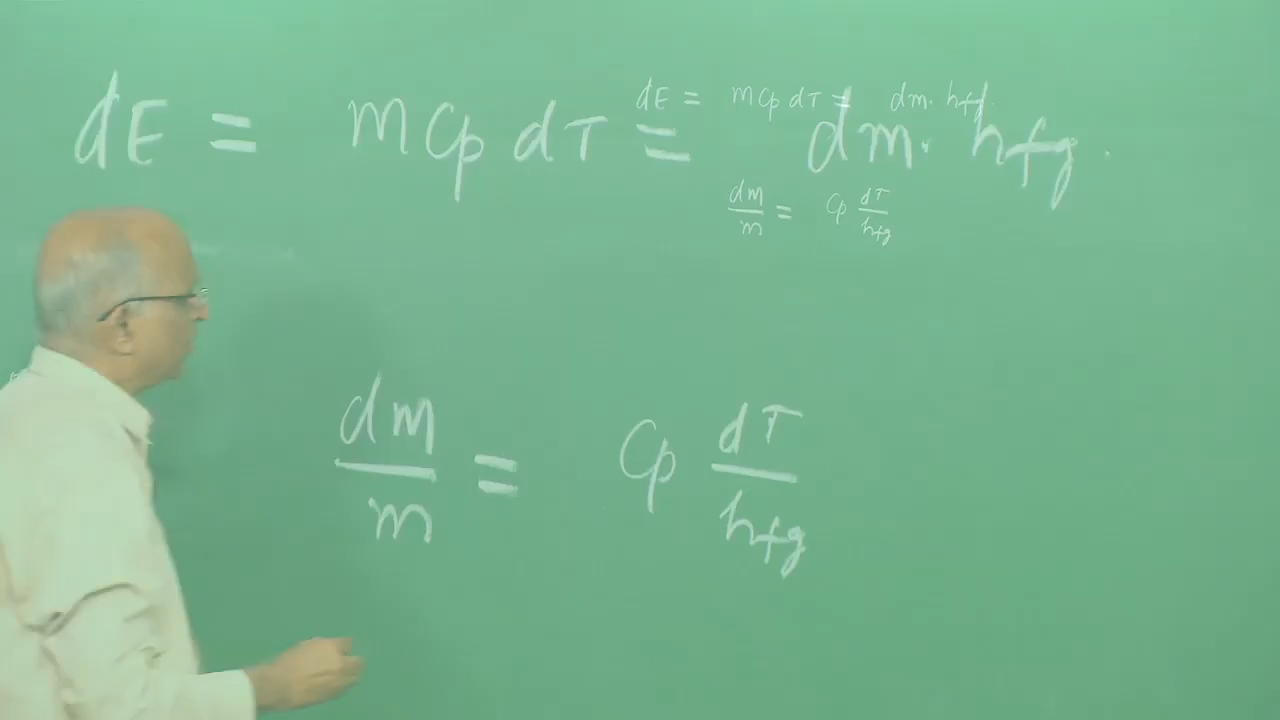 dE = mCp dT = dm. hfg.
dE = mCp dT = dm. hfg.
dm/m = Cp dT/hfg
dm/m = Cp dT/hfg